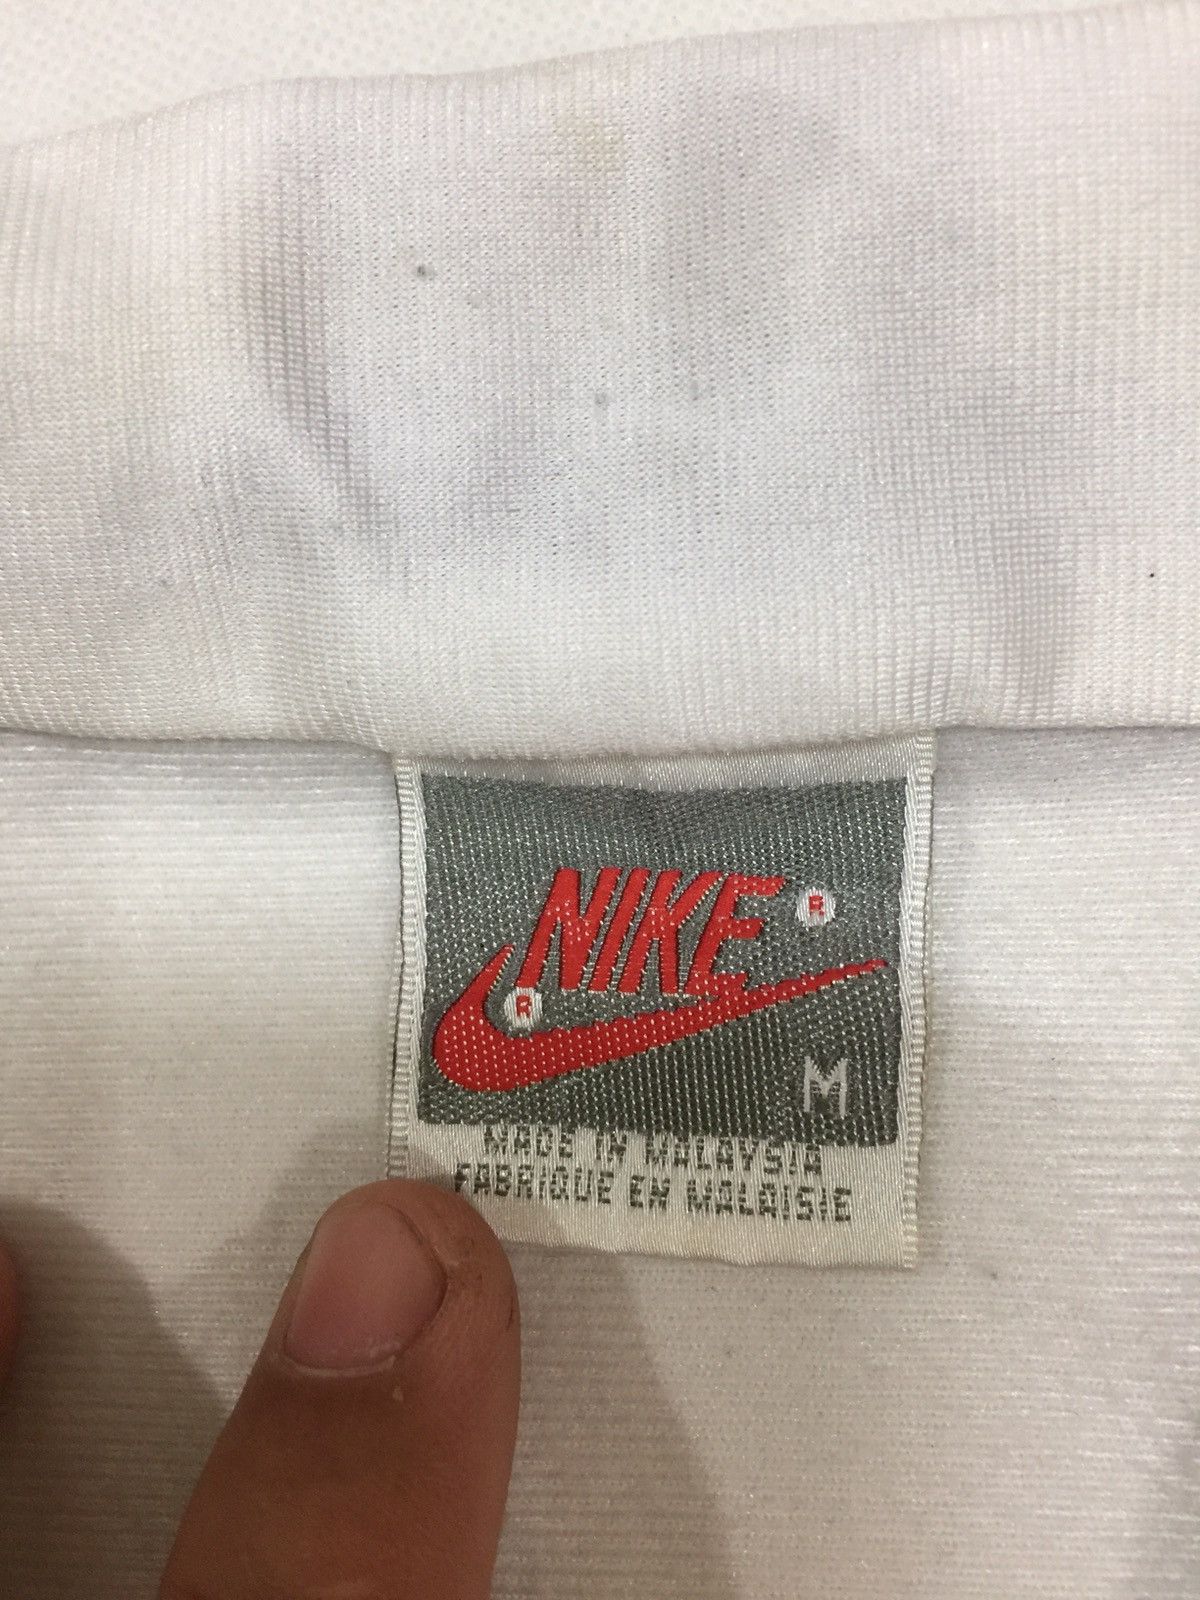 NIKE ®
®
M
MADE IN MALAYSIA
FABRIQUE EN MALAISIE